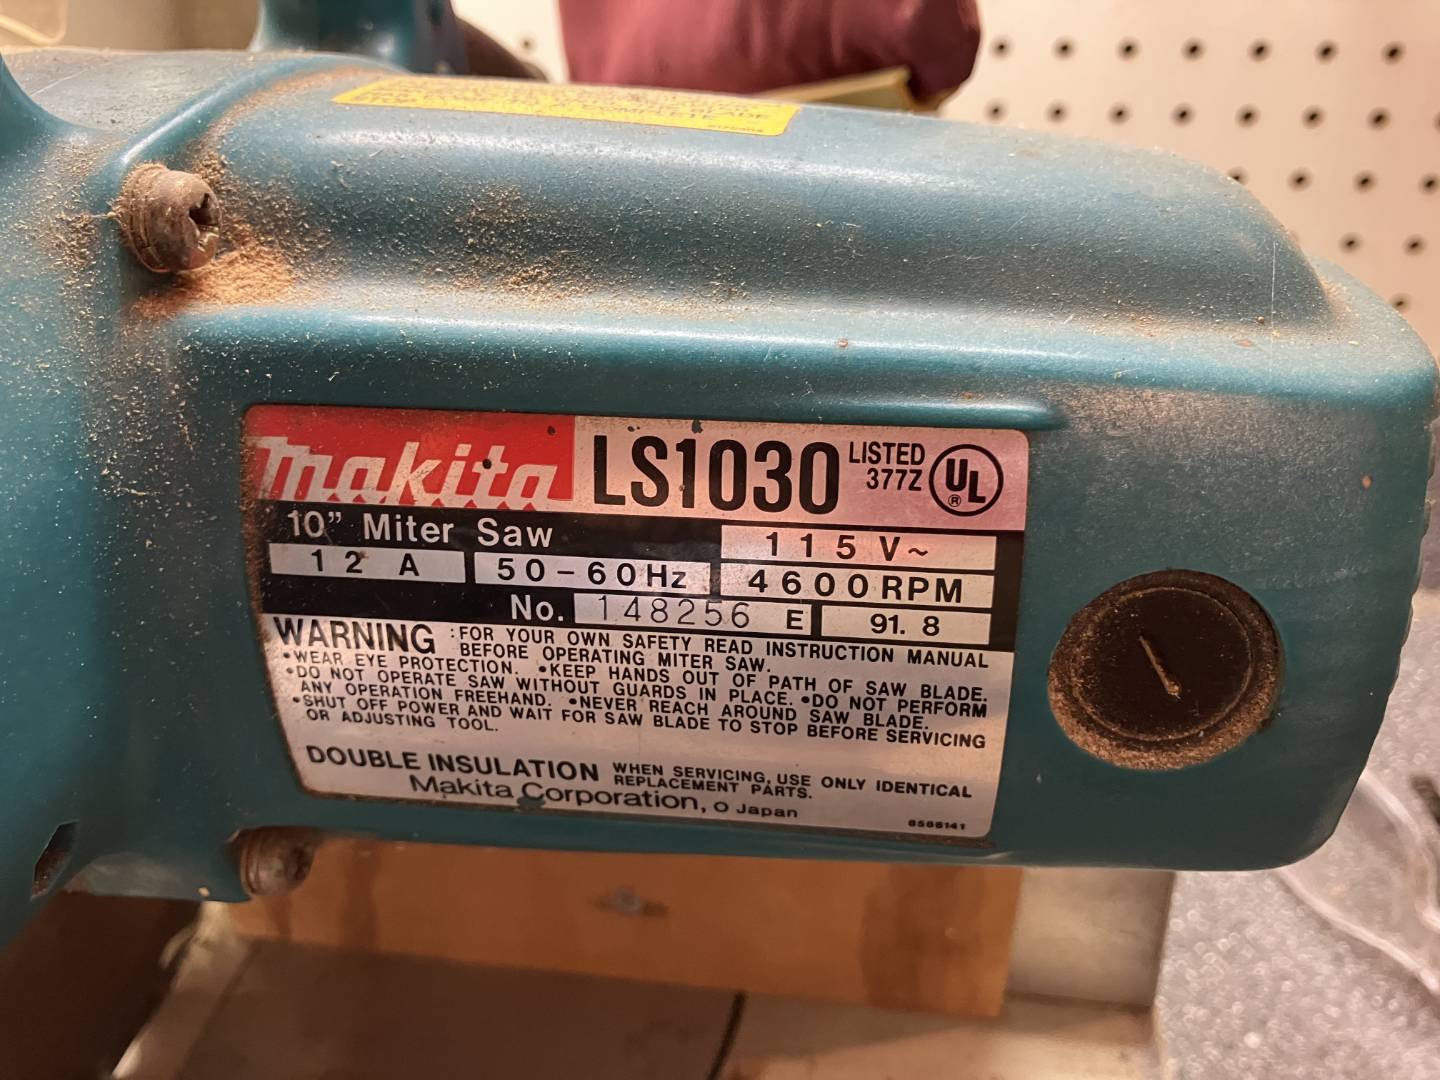 BLADE
COMPLETE
makita LS1030 LISTED 377Z UL ®
10” Miter Saw 115V~
12 A 50-60Hz 4600RPM
No. 148256 E 91. 8
WARNING : FOR YOUR OWN SAFETY READ INSTRUCTION MANUAL
BEFORE OPERATING MITER SAW.
•WEAR EYE PROTECTION. •KEEP HANDS OUT OF PATH OF SAW BLADE.
•DO NOT OPERATE SAW WITHOUT GUARDS IN PLACE. •DO NOT PERFORM
ANY OPERATION FREEHAND. •NEVER REACH AROUND SAW BLADE.
•SHUT OFF POWER AND WAIT FOR SAW BLADE TO STOP BEFORE SERVICING
OR ADJUSTING TOOL.
DOUBLE INSULATION WHEN SERVICING, USE ONLY IDENTICAL
REPLACEMENT PARTS.
Makita Corporation, O Japan